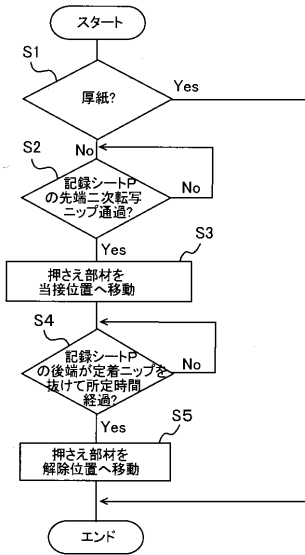 スタート
S1
厚紙?
Yes
No
S2
記録シートP
の先端二次転写
ニップ通過?
No
Yes
S3
押さえ部材を
当接位置へ移動
S4
記録シートP
の後端が定着ニップを
抜けて所定時間
経過?
No
Yes
S5
押さえ部材を
解除位置へ移動
エンド